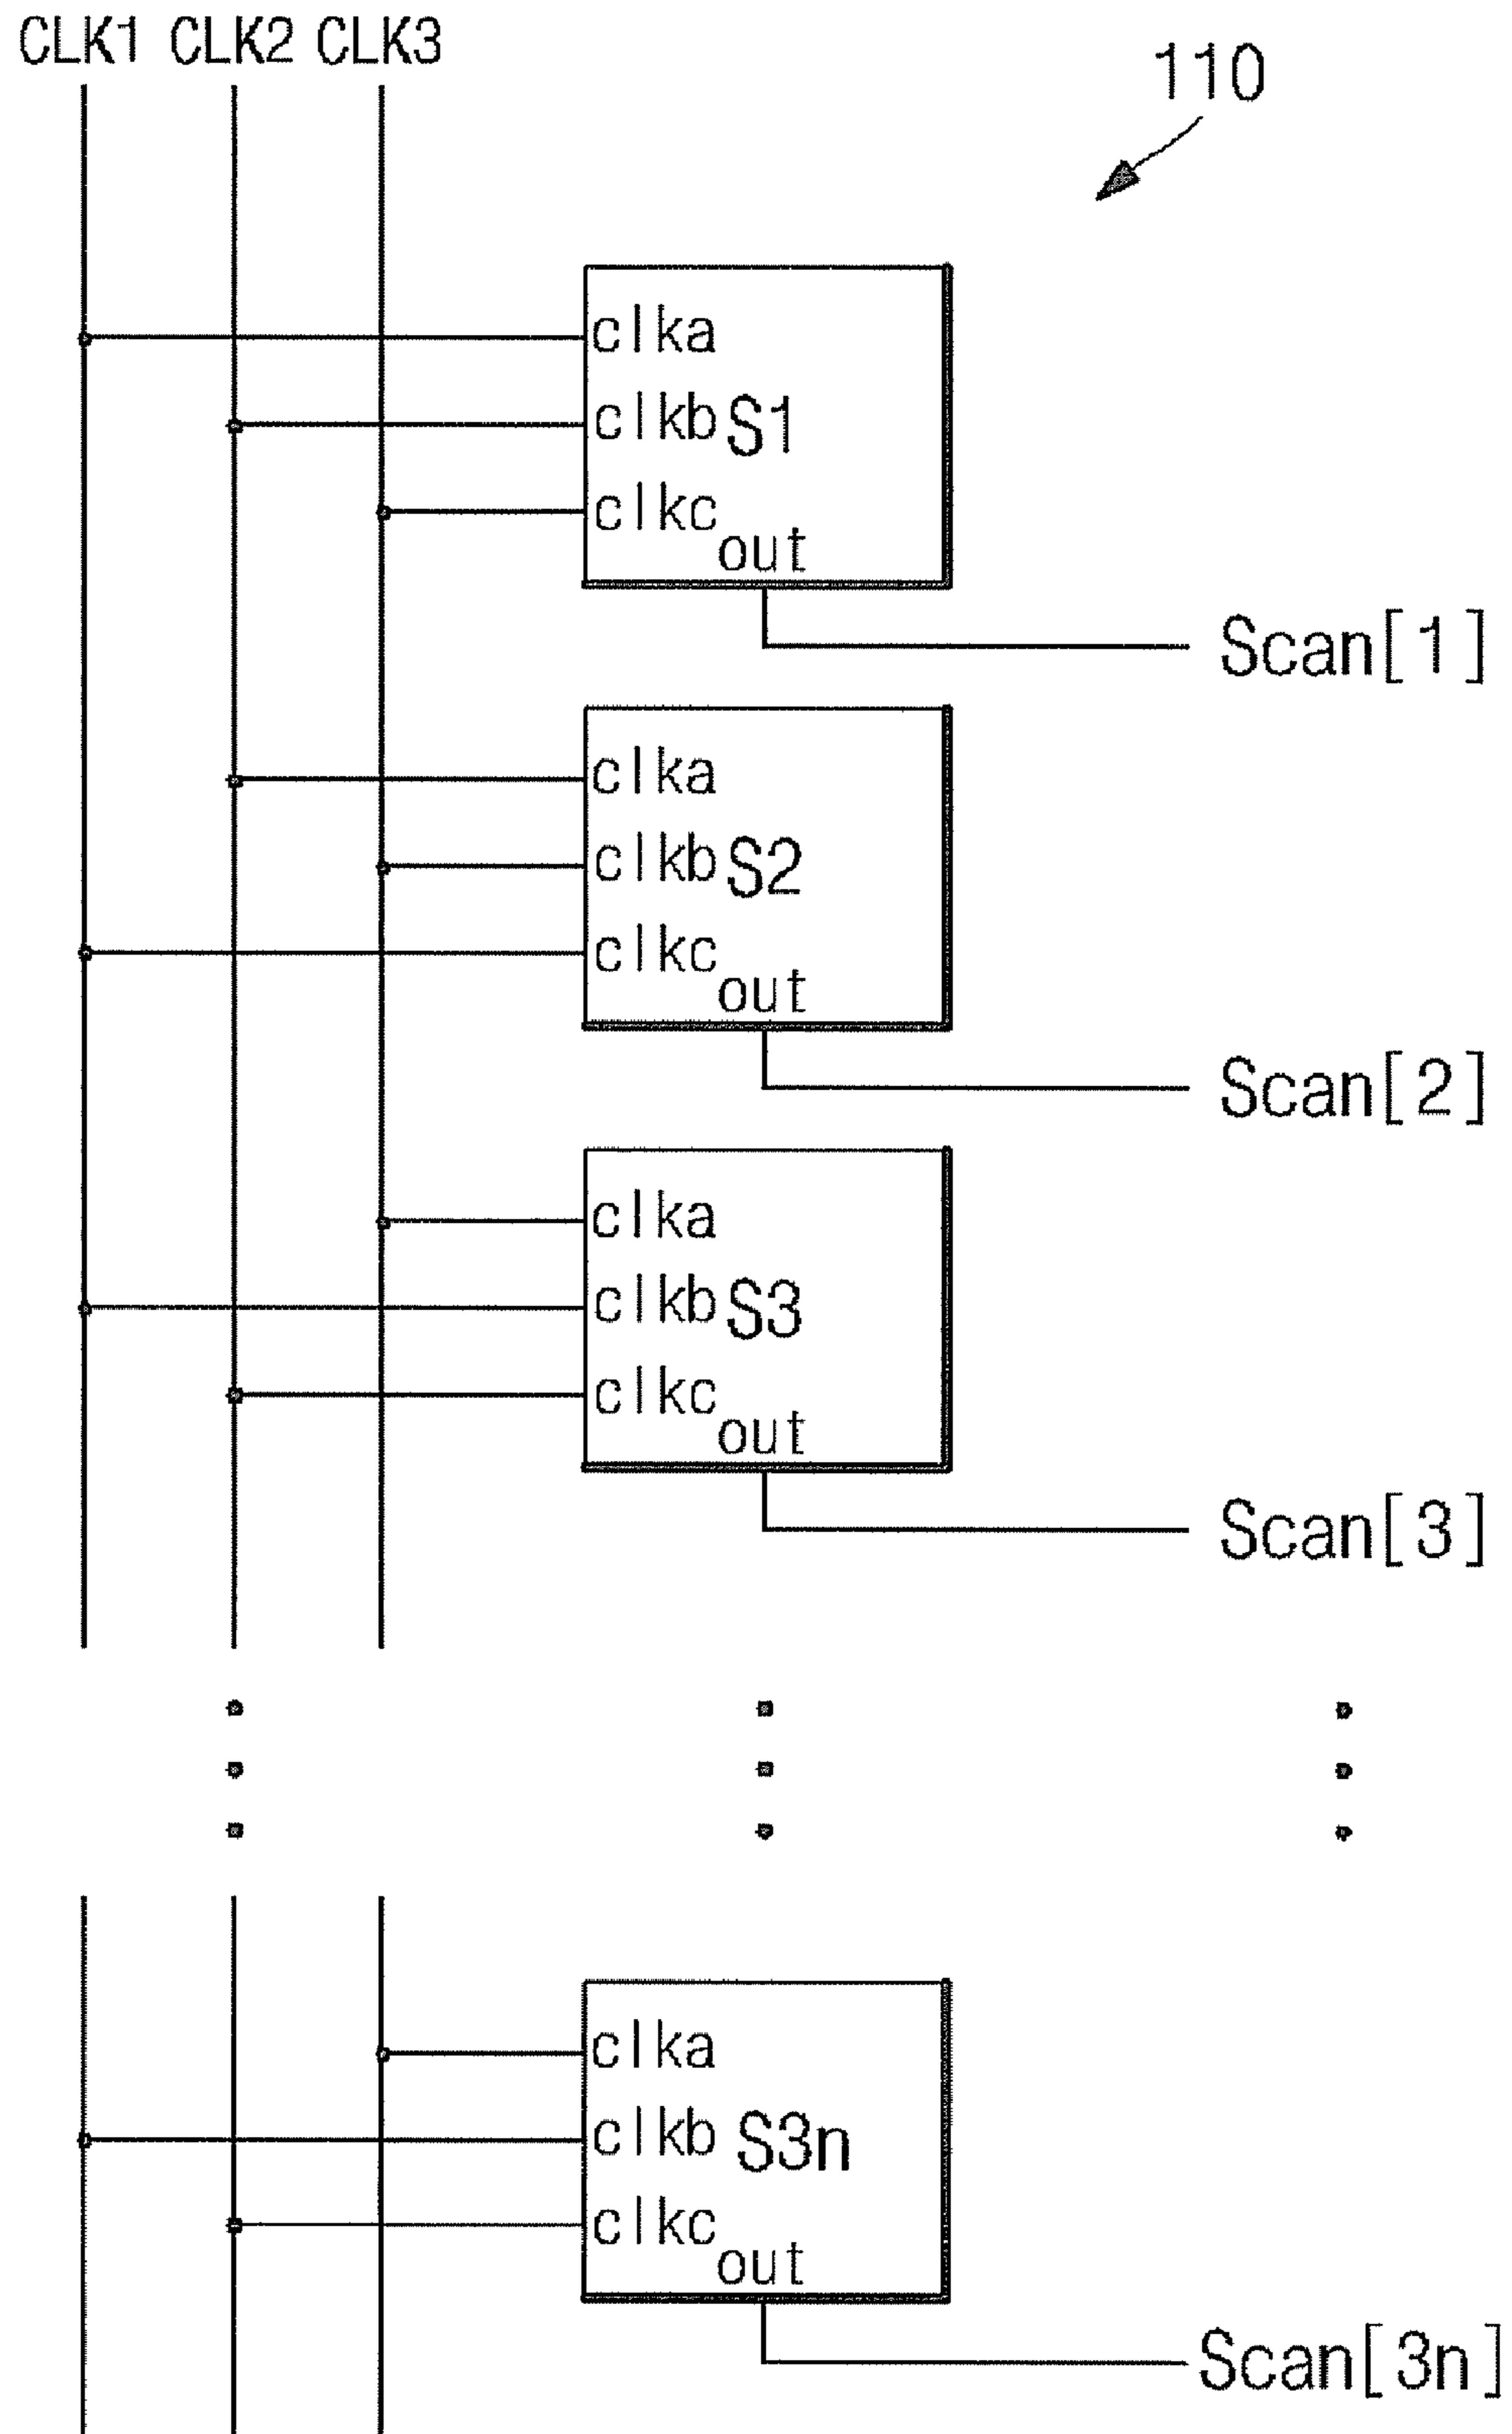 CLK1 CLK2 CLK3
110
clka
clkb S1
clkc
out
Scan[1]
clka
clkb S2
clkc
out
Scan[2]
clka
clkb S3
clkc
out
Scan[3]
clka
clkb S3n
clkc
out
Scan[3n]